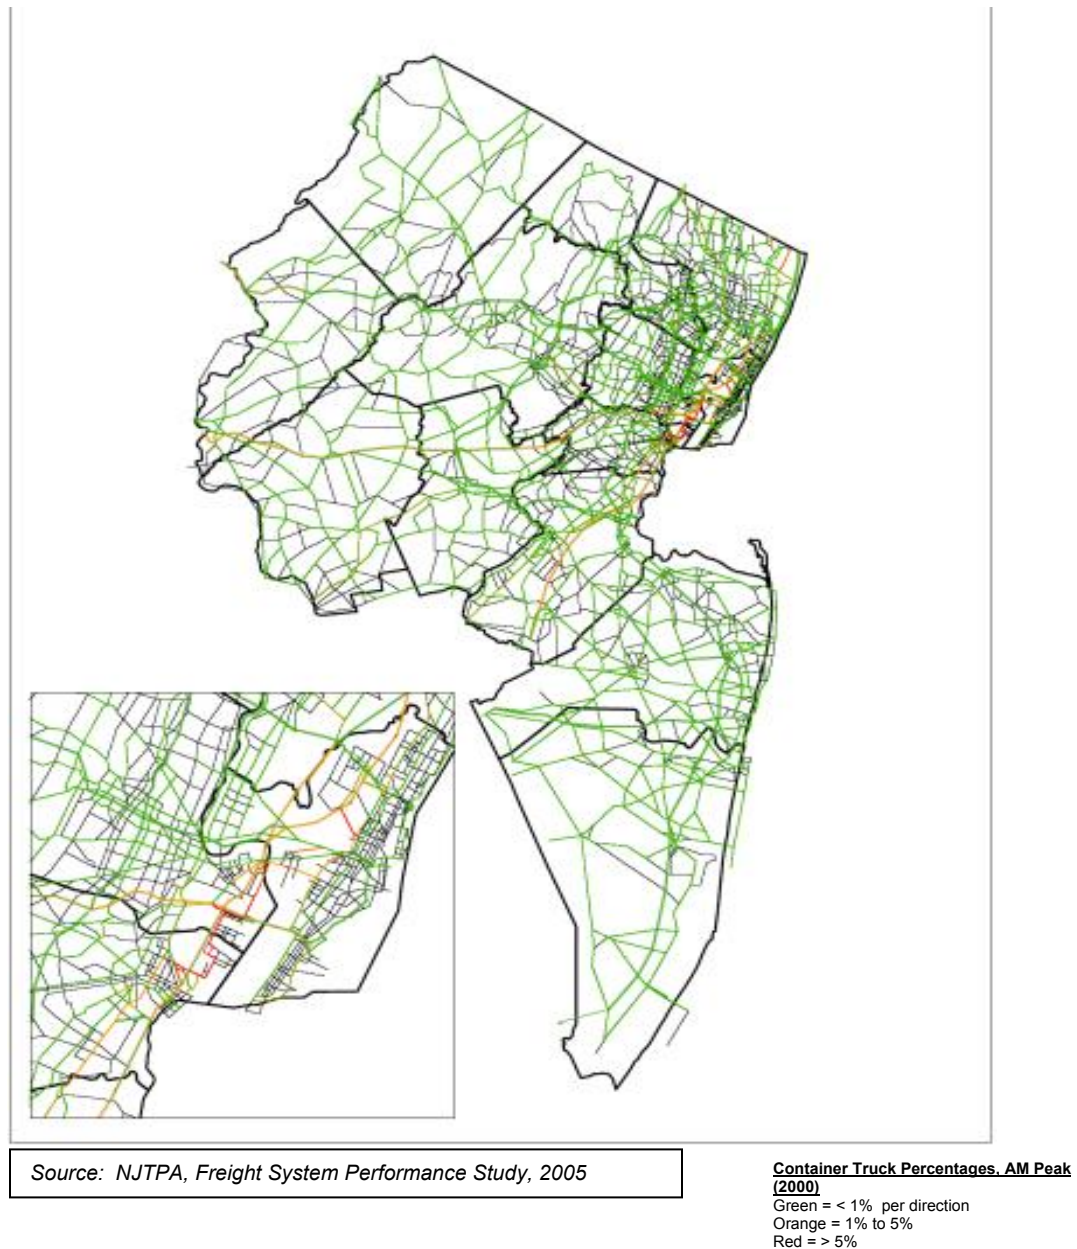 Source:  NJTPA, Freight System Performance Study, 2005
Container Truck Percentages, AM Peak
(2000)
Green = < 1%  per direction
Orange = 1% to 5%
Red = > 5%